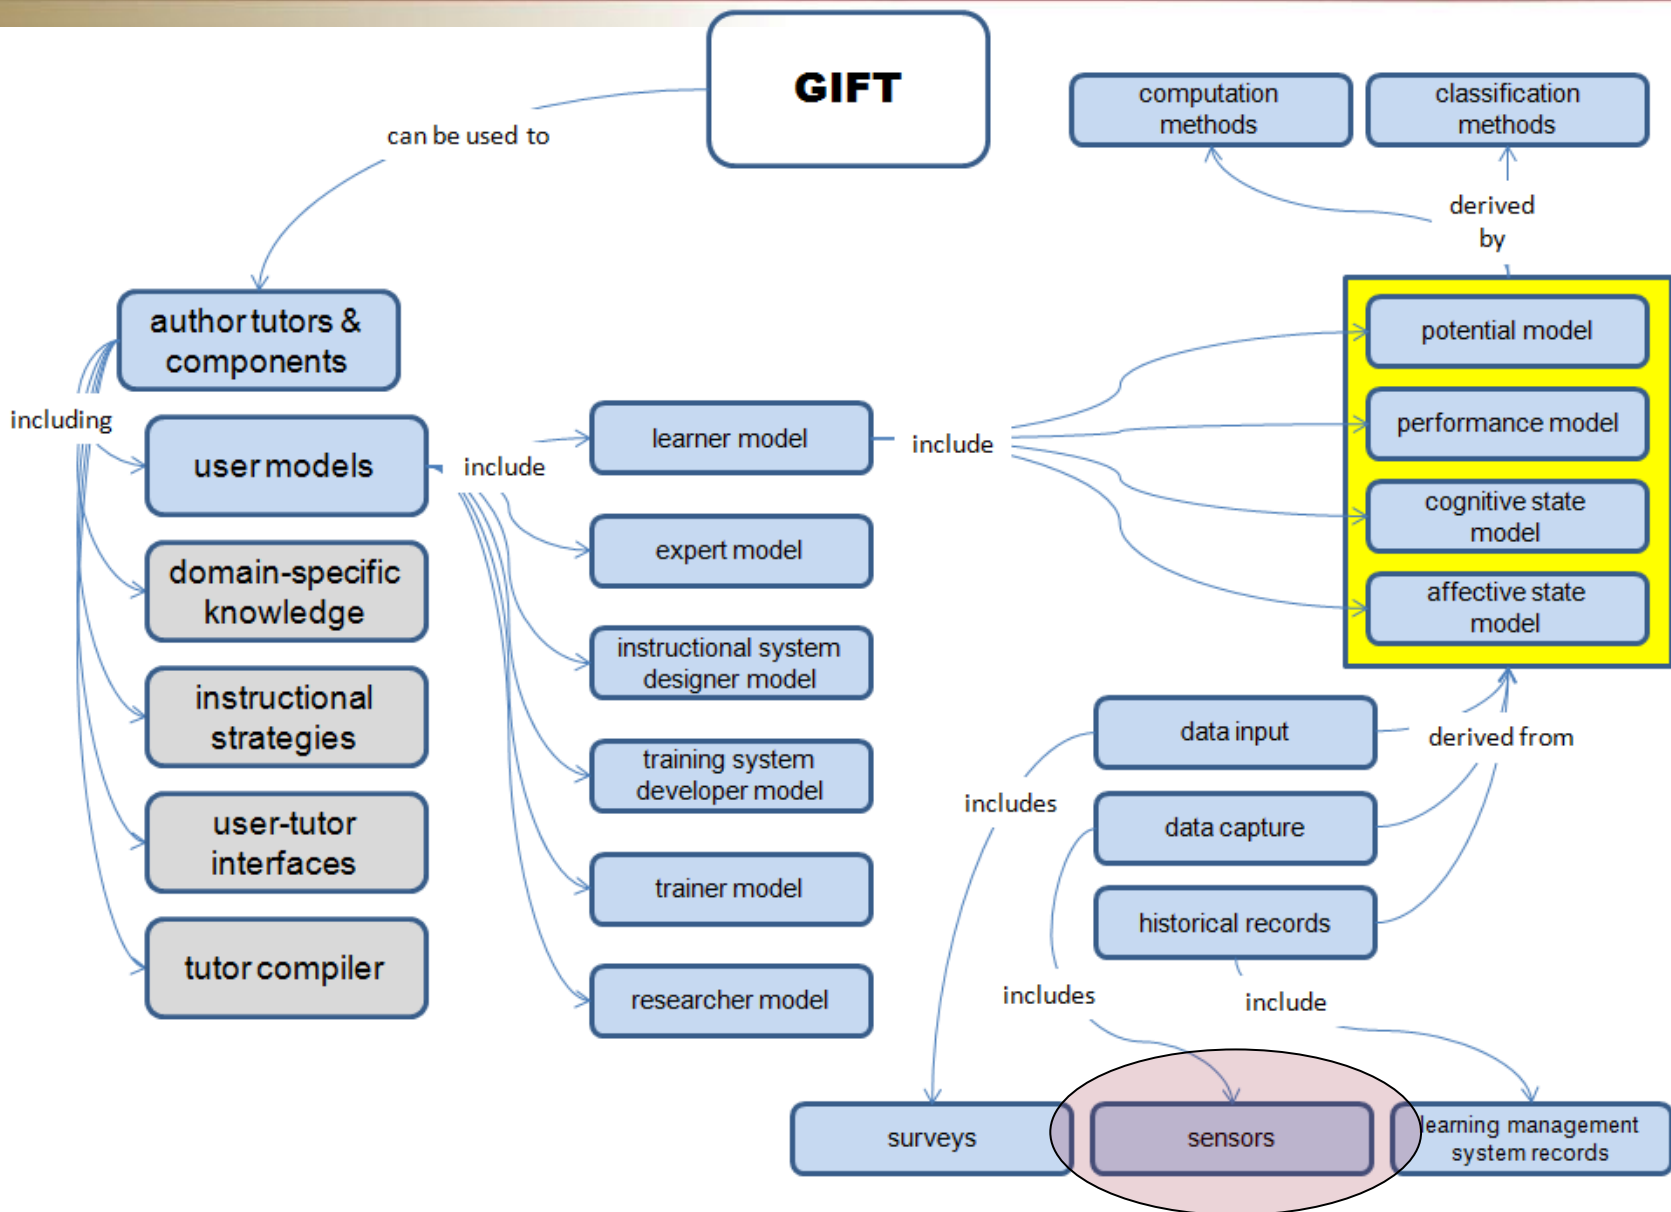 GIFT
computation
methods
classification
methods
can be used to
derived
by
author tutors &
components
including
user models
domain-specific
knowledge
instructional
strategies
user-tutor
interfaces
tutor compiler
include
learner model
expert model
instructional system
designer model
training system
developer model
trainer model
researcher model
include
potential model
performance model
cognitive state
model
affective state
model
data input
derived from
includes
data capture
historical records
includes
include
surveys
sensors
learning management
system records